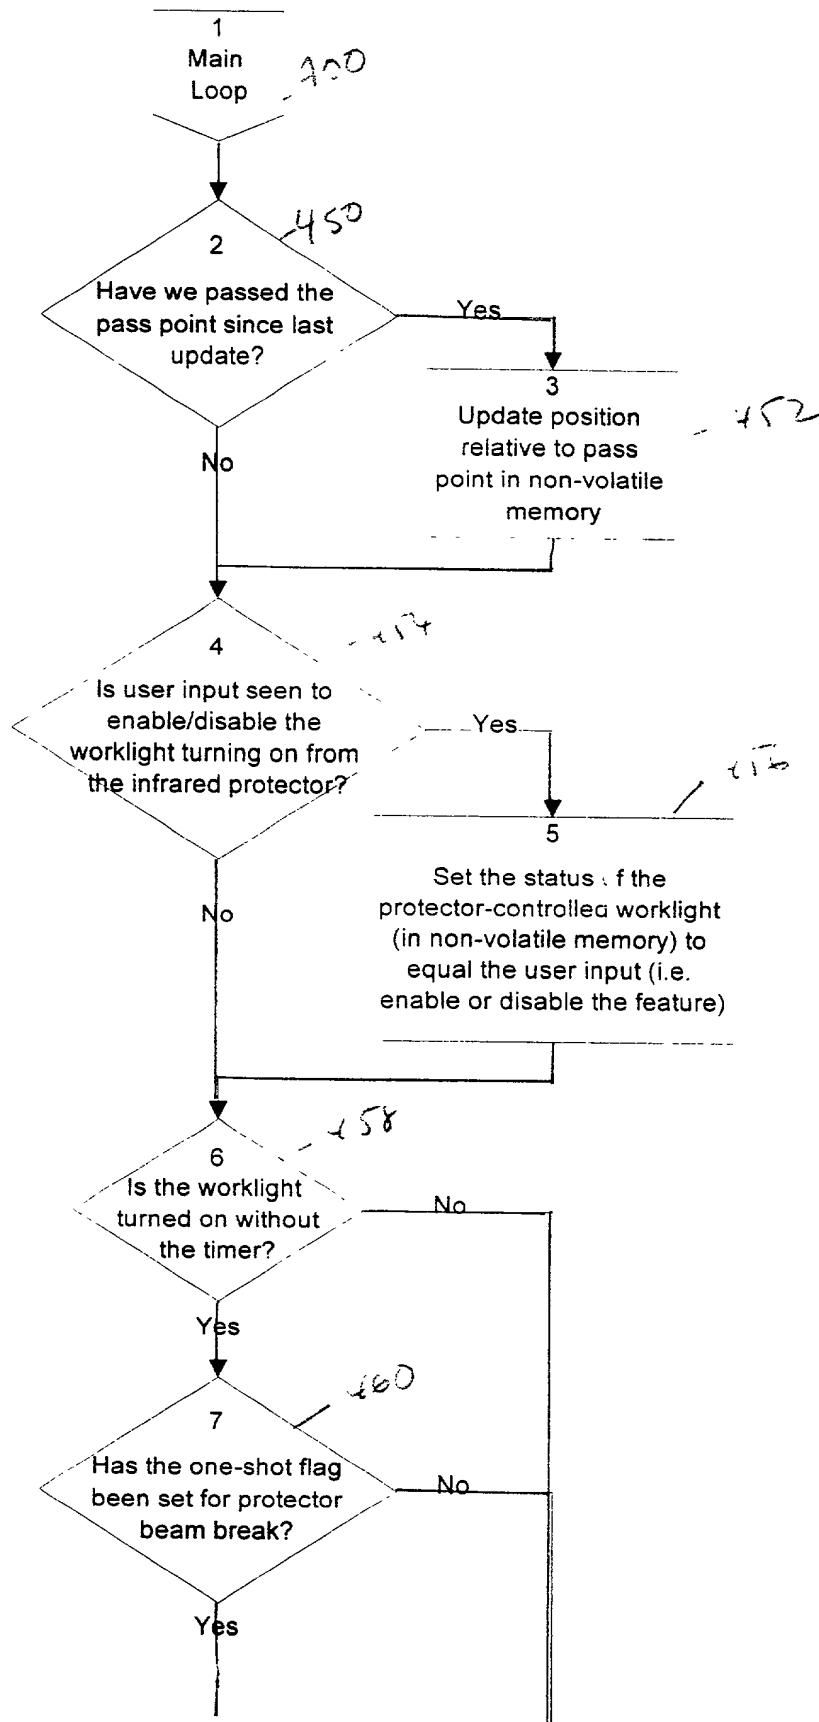 1
Main
Loop
450
2
Have we passed the
pass point since last
update?
Yes
3
Update position
relative to pass
point in non-volatile
memory
452
No
4
Is user input seen to
enable/disable the
worklight turning on from
the infrared protector?
Yes
5
Set the status f the
protector-controlled worklight
(in non-volatile memory) to
equal the user input (i.e.
enable or disable the feature)
No
458
6
Is the worklight
turned on without
the timer?
No
Yes
460
7
Has the one-shot flag
been set for protector
beam break?
No
Yes